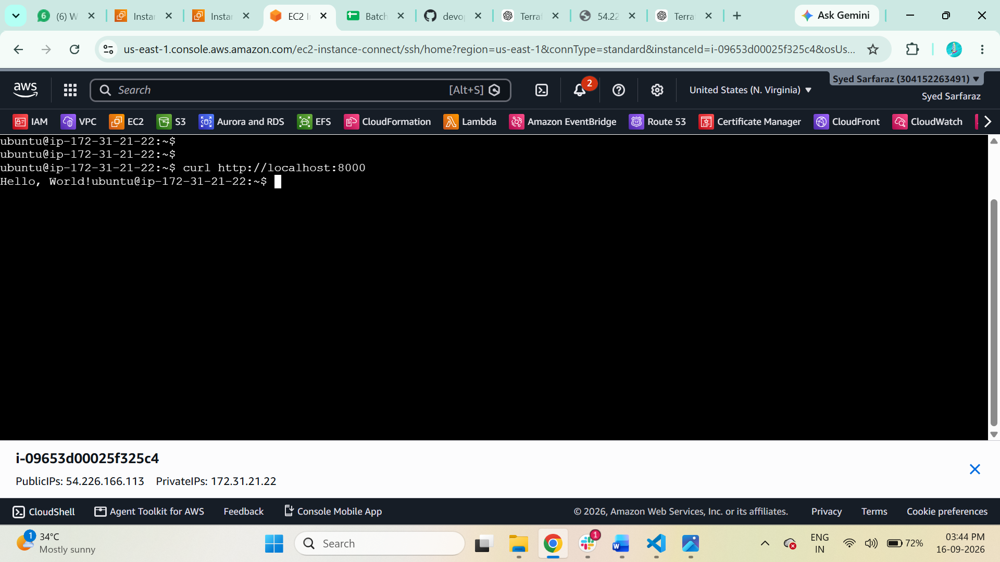 6
(6) W
Instan
Instan
EC2 In
Batch
devop
Terraf
54.22
Terra
Ask Gemini
us-east-1.console.aws.amazon.com/ec2-instance-connect/ssh/home?region=us-east-1&connType=standard&instanceId=i-09653d00025f325c4&osUs...
aws
Search
[Alt+S]
2
United States (N. Virginia)
Syed Sarfaraz (304152263491)
Syed Sarfaraz
IAM
VPC
EC2
S3
Aurora and RDS
EFS
CloudFormation
Lambda
Amazon EventBridge
Route 53
Certificate Manager
CloudFront
CloudWatch
ubuntu@ip-172-31-21-22:~$
ubuntu@ip-172-31-21-22:~$
ubuntu@ip-172-31-21-22:~$ curl http://localhost:8000
Hello, World!ubuntu@ip-172-31-21-22:~$
i-09653d00025f325c4
PublicIPs: 54.226.166.113 PrivateIPs: 172.31.21.22
CloudShell
Agent Toolkit for AWS
Feedback
Console Mobile App
© 2026, Amazon Web Services, Inc. or its affiliates.
Privacy
Terms
Cookie preferences
1
34°C
Mostly sunny
Search
1
W
ENG
IN
72%
03:44 PM
16-09-2026